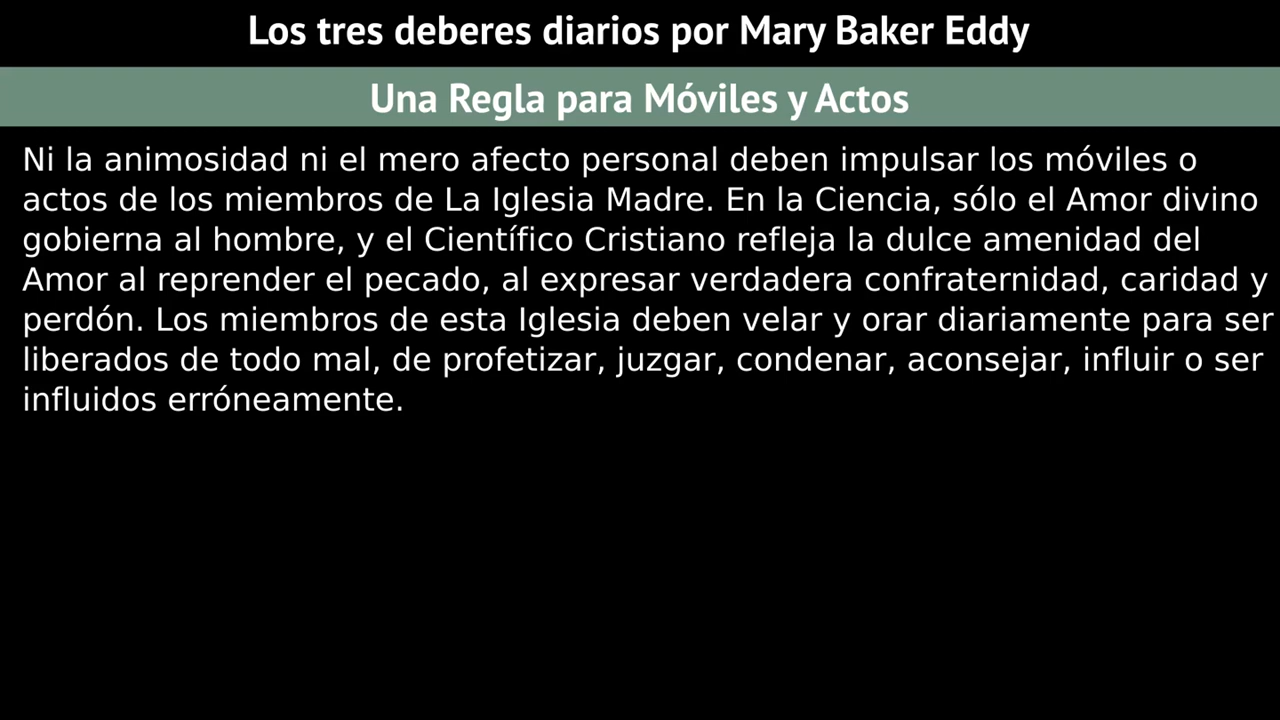 Los tres deberes diarios por Mary Baker Eddy
Una Regla para Móviles y Actos
Ni la animosidad ni el mero afecto personal deben impulsar los móviles o
actos de los miembros de La Iglesia Madre. En la Ciencia, sólo el Amor divino
gobierna al hombre, y el Científico Cristiano refleja la dulce amenidad del
Amor al reprender el pecado, al expresar verdadera confraternidad, caridad y
perdón. Los miembros de esta Iglesia deben velar y orar diariamente para ser
liberados de todo mal, de profetizar, juzgar, condenar, aconsejar, influir o ser
influidos erróneamente.